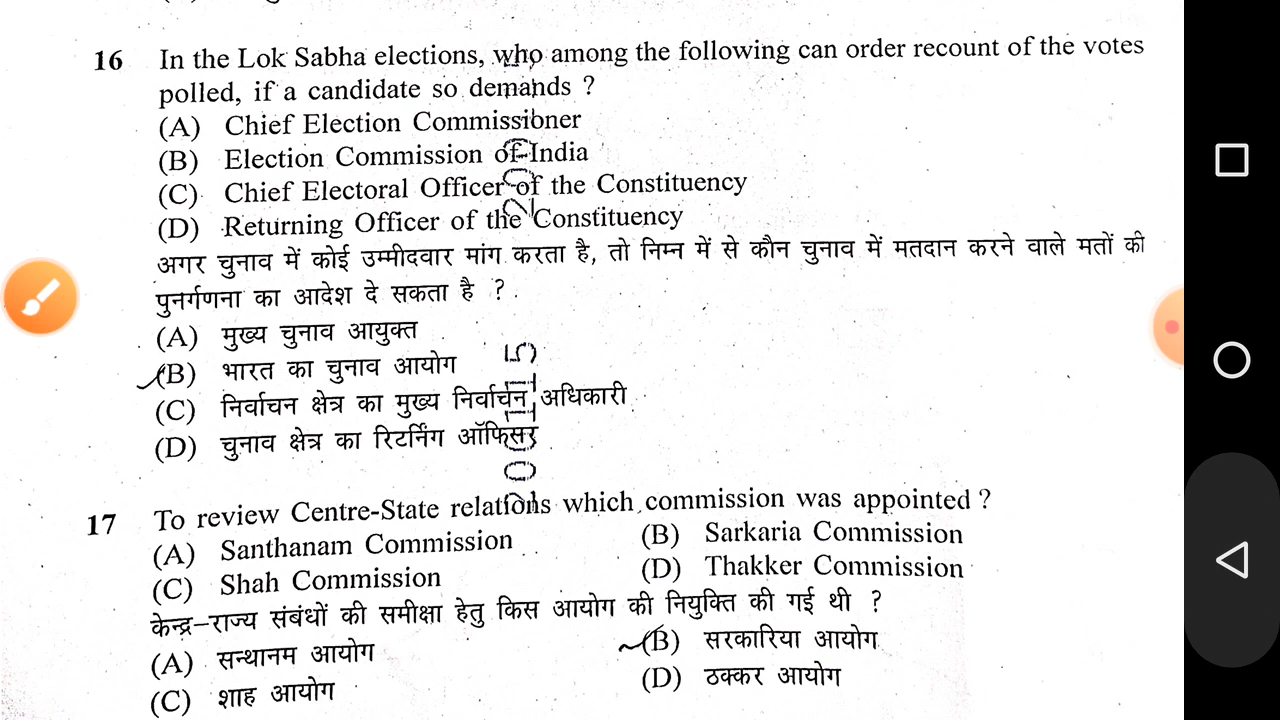 16 In the Lok Sabha elections, who among the following can order recount of the votes
polled, if a candidate so demands ?
(A) Chief Election Commissioner
(B) Election Commission of India
(C) Chief Electoral Officer of the Constituency
(D) Returning Officer of the Constituency
अगर चुनाव में कोई उम्मीदवार मांग करता है, तो निम्न में से कौन चुनाव में मतदान करने वाले मतों की
पुनर्गणना का आदेश दे सकता है ?
(A) मुख्य चुनाव आयुक्त
(B) भारत का चुनाव आयोग
(C) निर्वाचन क्षेत्र का मुख्य निर्वाचन अधिकारी
(D) चुनाव क्षेत्र का रिटर्निंग ऑफिसर
17 To review Centre-State relations which commission was appointed ?
(A) Santhanam Commission (B) Sarkaria Commission
(C) Shah Commission (D) Thakker Commission
केन्द्र–राज्य संबंधों की समीक्षा हेतु किस आयोग की नियुक्ति की गई थी ?
(A) सन्थानम आयोग (B) सरकारिया आयोग
(C) शाह आयोग (D) ठक्कर आयोग